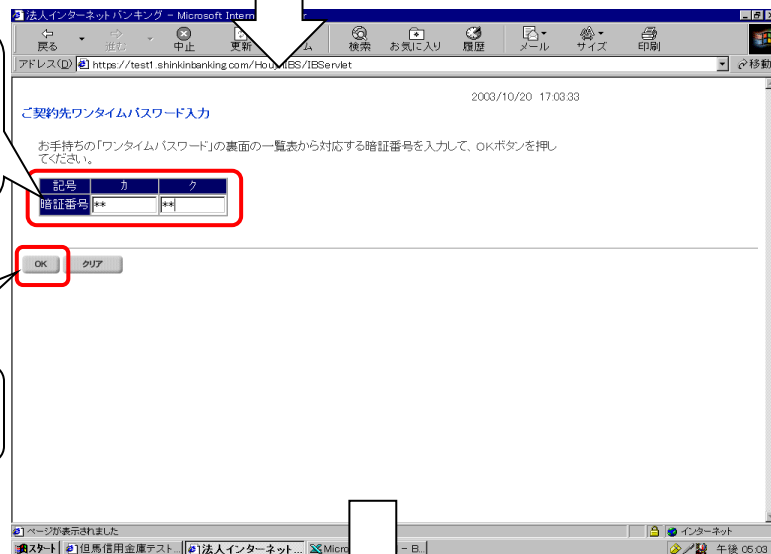 法人インターネットバンキング - Microsoft Intern
戻る 進む 中止 更新 ム 検索 お気に入り 履歴 メール サイズ 印刷
アドレス(D) https://test1.shinkinbanking.com/Hou IBS/IBServlet 移動
2003/10/20 17:03:33
ご契約先ワンタイムパスワード入力
お手持ちの「ワンタイムパスワード」の裏面の一覧表から対応する暗証番号を入力して、OKボタンを押し
てください。
記号 カ ク
暗証番号 ** **
OK クリア
ページが表示されました インターネット
スタート 但馬信用金庫テスト... 法人インターネット... Micro - B... 午後 05:03